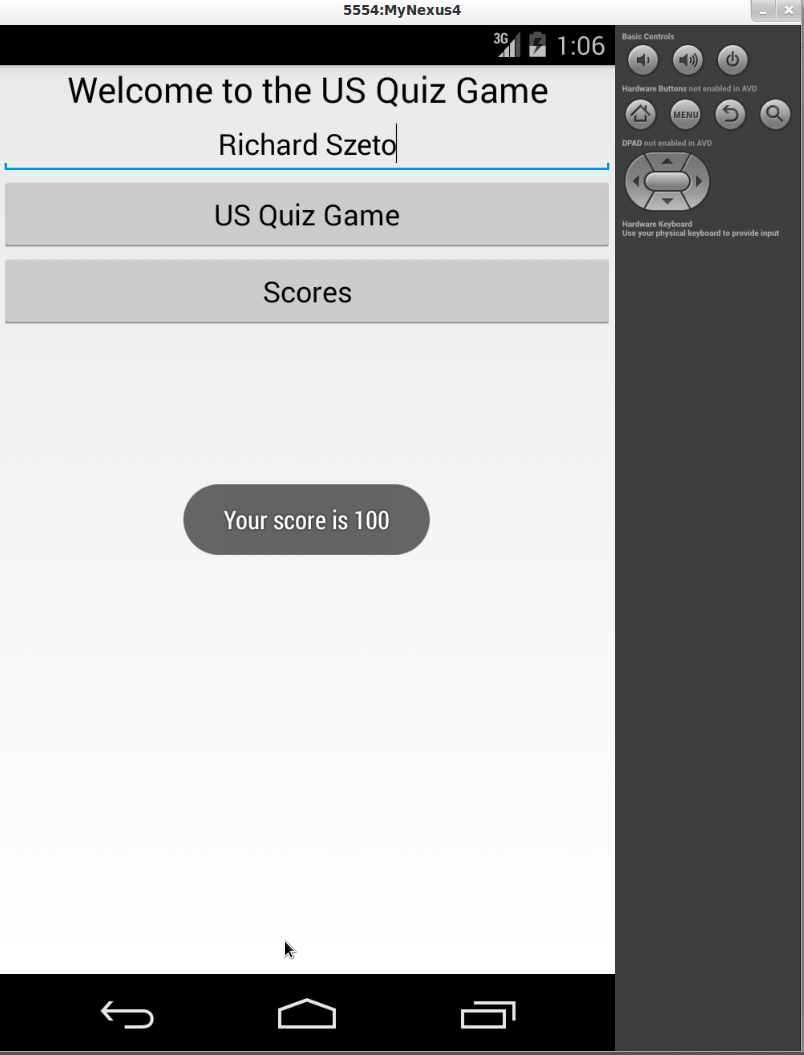 5554:MyNexus4
3G 1:06
Welcome to the US Quiz Game
Richard Szeto
US Quiz Game
Scores
Your score is 100
Basic Controls
Hardware Buttons not enabled in AVD
MENU
DPAD not enabled in AVD
Hardware Keyboard
Use your physical keyboard to provide input